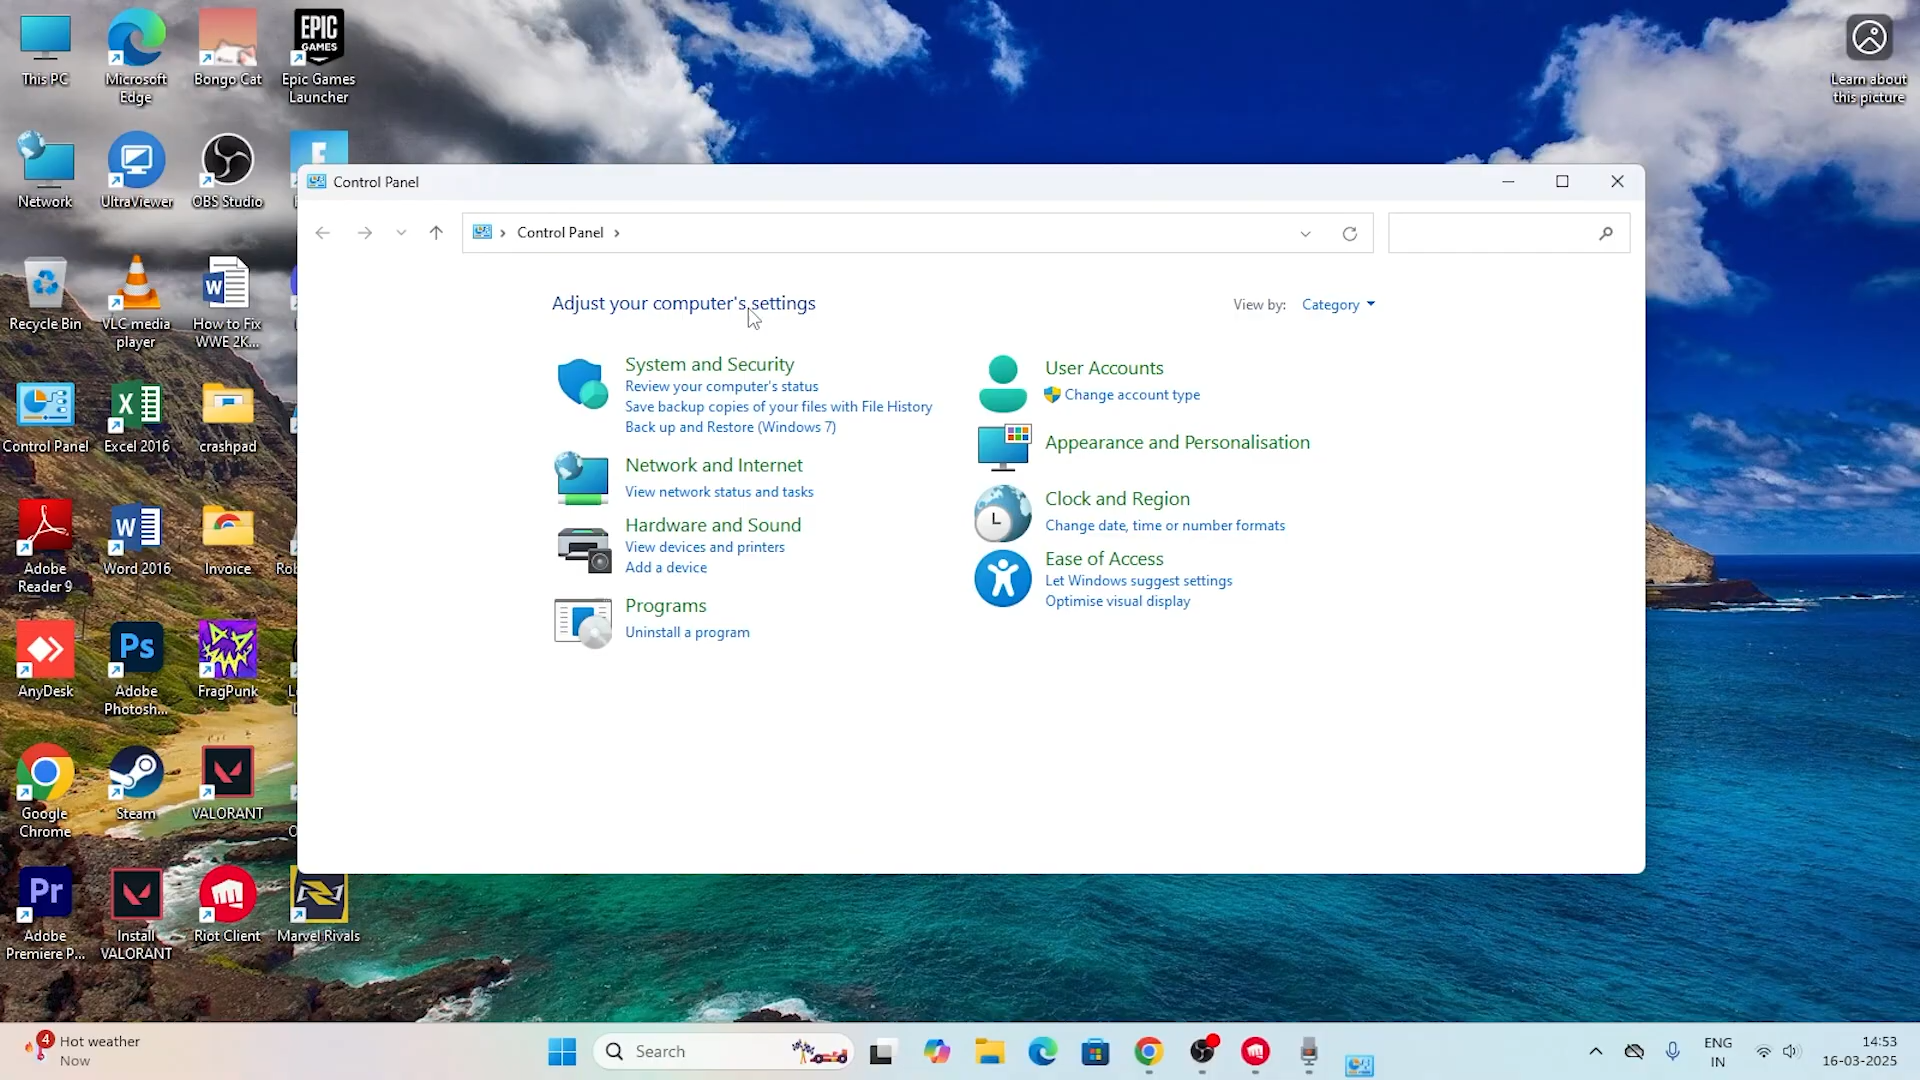 This PC
Microsoft
Edge
Bongo Cat
EPIC
GAMES
Epic Games
Launcher
Learn about
this picture
Network
UltraViewer
OBS Studio
F
Recycle Bin
VLC media
player
How to Fix
WWE 2K...
Control Panel
Excel 2016
crashpad
Adobe
Reader 9
Word 2016
Invoice
AnyDesk
Ps
Adobe
Photosh...
FragPunk
Google
Chrome
Steam
VALORANT
Pr
Adobe
Premiere P...
Install
VALORANT
Riot Client
Marvel Rivals
Control Panel
Control Panel
Adjust your computer's settings
View by: Category
System and Security
Review your computer's status
Save backup copies of your files with File History
Back up and Restore (Windows 7)
Network and Internet
View network status and tasks
Hardware and Sound
View devices and printers
Add a device
Programs
Uninstall a program
User Accounts
Change account type
Appearance and Personalisation
Clock and Region
Change date, time or number formats
Ease of Access
Let Windows suggest settings
Optimise visual display
4
Hot weather
Now
Search
ENG
IN
14:53
16-03-2025